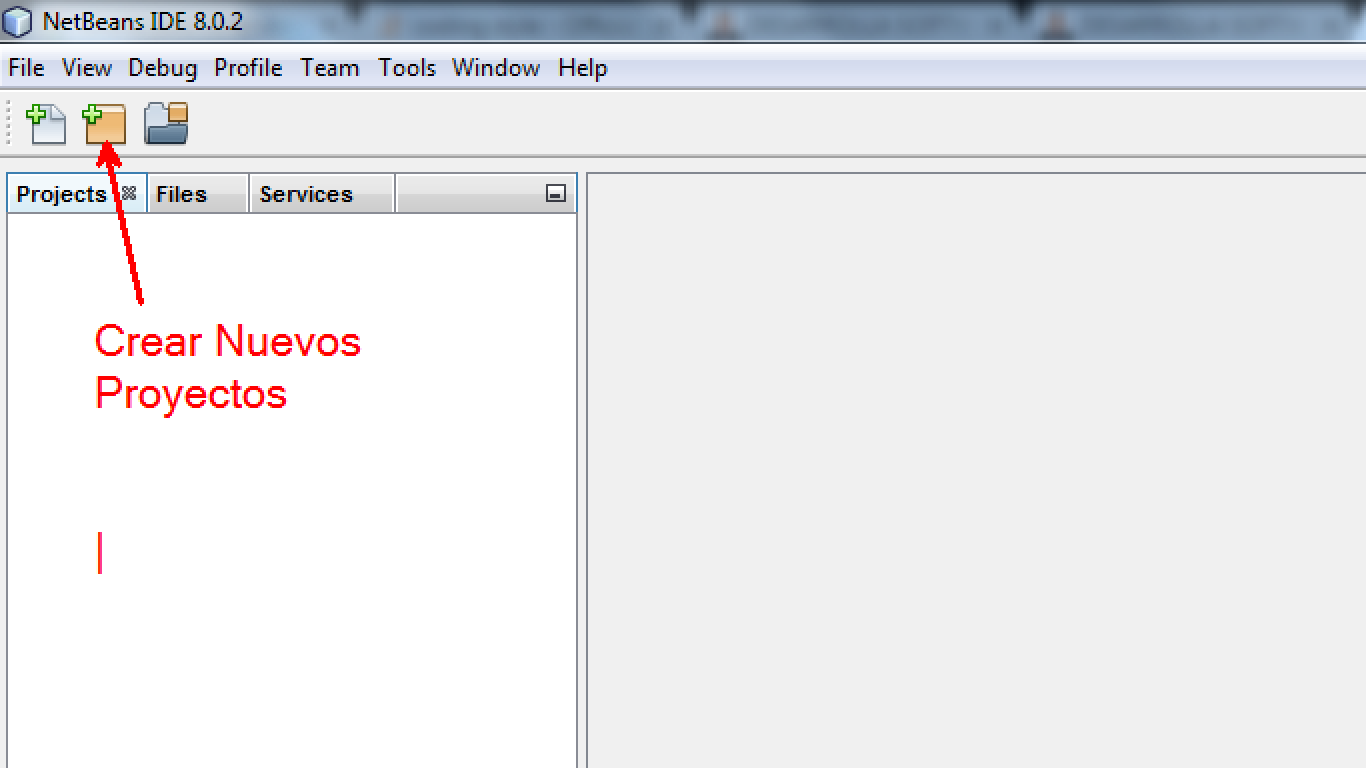 NetBeans IDE 8.0.2
File View Debug Profile Team Tools Window Help
Projects Files Services
Crear Nuevos
Proyectos